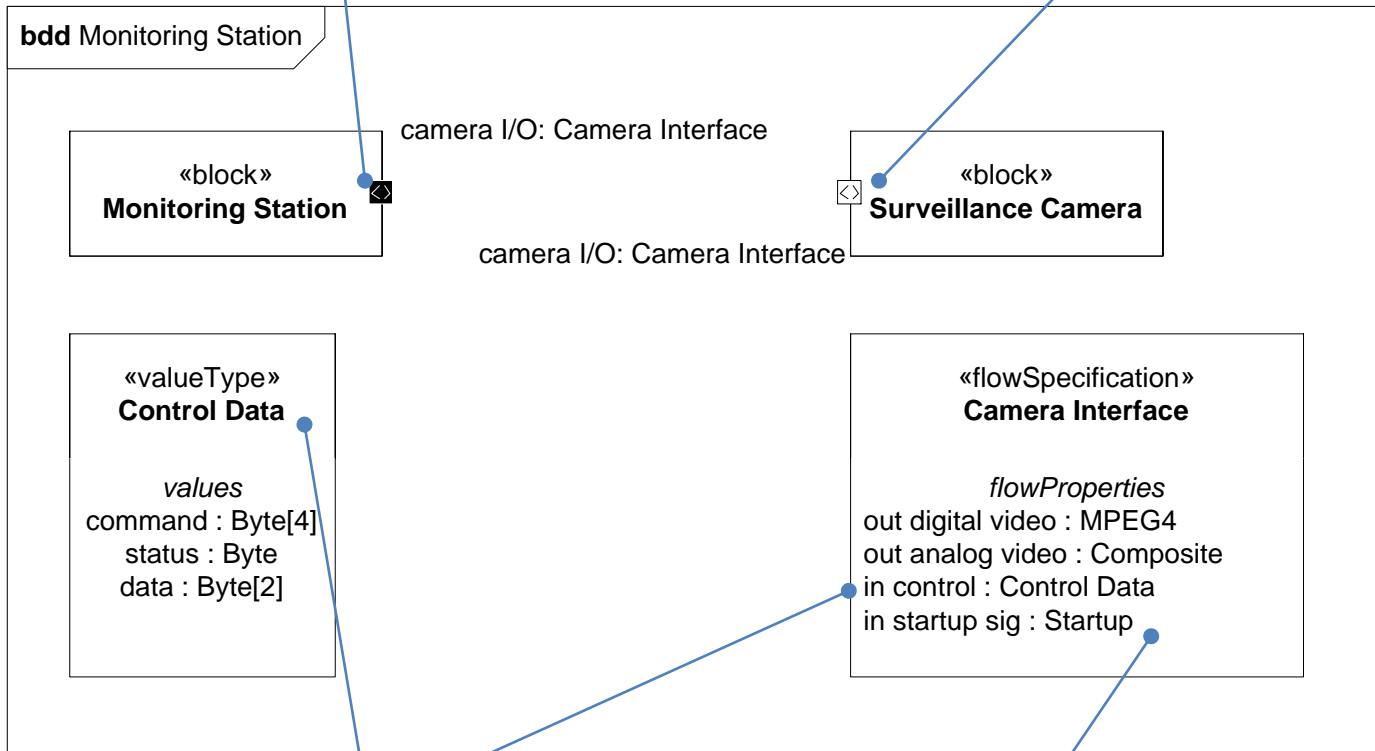 bdd Monitoring Station
camera I/O: Camera Interface
«block»
Monitoring Station
«block»
Surveillance Camera
camera I/O: Camera Interface
«valueType»
Control Data
values
command : Byte[4]
status : Byte
data : Byte[2]
«flowSpecification»
Camera Interface
flowProperties
out digital video : MPEG4
out analog video : Composite
in control : Control Data
in startup sig : Startup